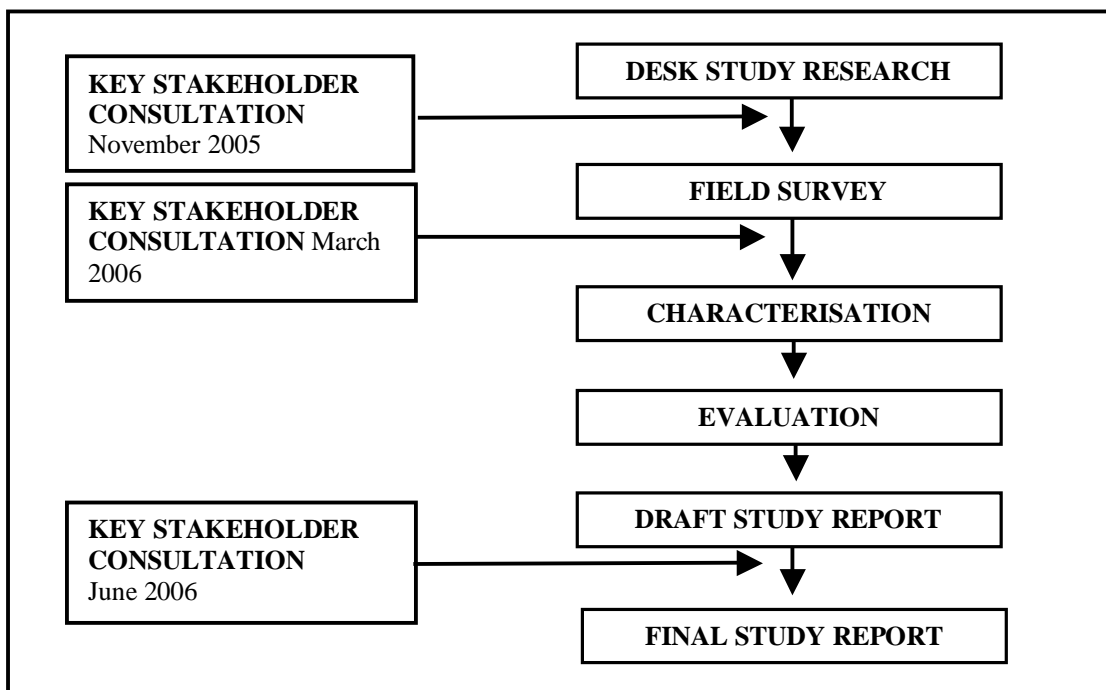 KEY STAKEHOLDER
CONSULTATION
November 2005
KEY STAKEHOLDER
CONSULTATION March
2006
KEY STAKEHOLDER
CONSULTATION
June 2006
DESK STUDY RESEARCH
FIELD SURVEY
CHARACTERISATION
EVALUATION
DRAFT STUDY REPORT
FINAL STUDY REPORT